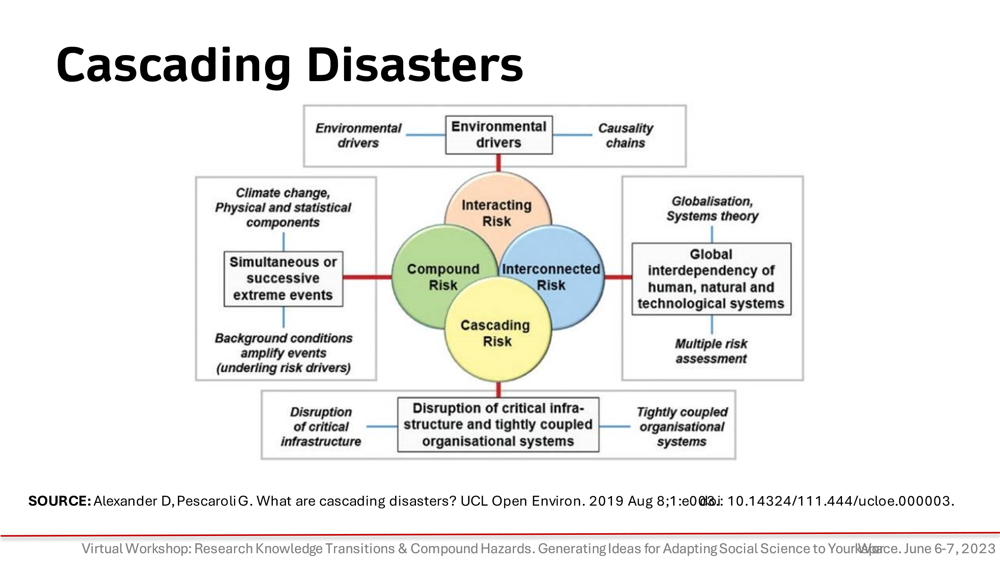 Cascading Disasters
Environmental
drivers
Environmental
drivers
Causality
chains
Climate change,
Physical and statistical
components
Simultaneous or
successive
extreme events
Background conditions
amplify events
(underling risk drivers)
Interacting
Risk
Compound
Risk
Interconnected
Risk
Cascading
Risk
Globalisation,
Systems theory
Global
interdependency of
human, natural and
technological systems
Multiple risk
assessment
Disruption
of critical
infrastructure
Disruption of critical infra-
structure and tightly coupled
organisational systems
Tightly coupled
organisational
systems
SOURCE: Alexander D, Pescaroli G. What are cascading disasters? UCL Open Environ. 2019 Aug 8;1:e003. doi: 10.14324/111.444/ucloe.000003.
Virtual Workshop: Research Knowledge Transitions & Compound Hazards. Generating Ideas for Adapting Social Science to Your Workspace. June 6-7, 2023